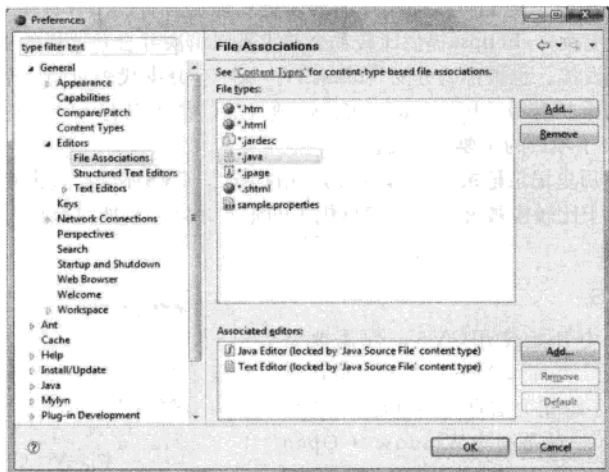 Preferences
type filter text
General
Appearance
Capabilities
Compare/Patch
Content Types
Editors
File Associations
Structured Text Editors
Text Editors
Keys
Network Connections
Perspectives
Search
Startup and Shutdown
Web Browser
Welcome
Workspace
Ant
Cache
Help
Install/Update
Java
Mylyn
Plug-in Development
File Associations
See 'Content Types' for content-type based file associations.
File types:
*.htm
*.html
*.jardesc
*.java
*.jpage
*.shtml
sample.properties
Add...
Remove
Associated editors:
Java Editor (locked by 'Java Source File' content type)
Text Editor (locked by 'Java Source File' content type)
Add...
Remove
Default
OK
Cancel